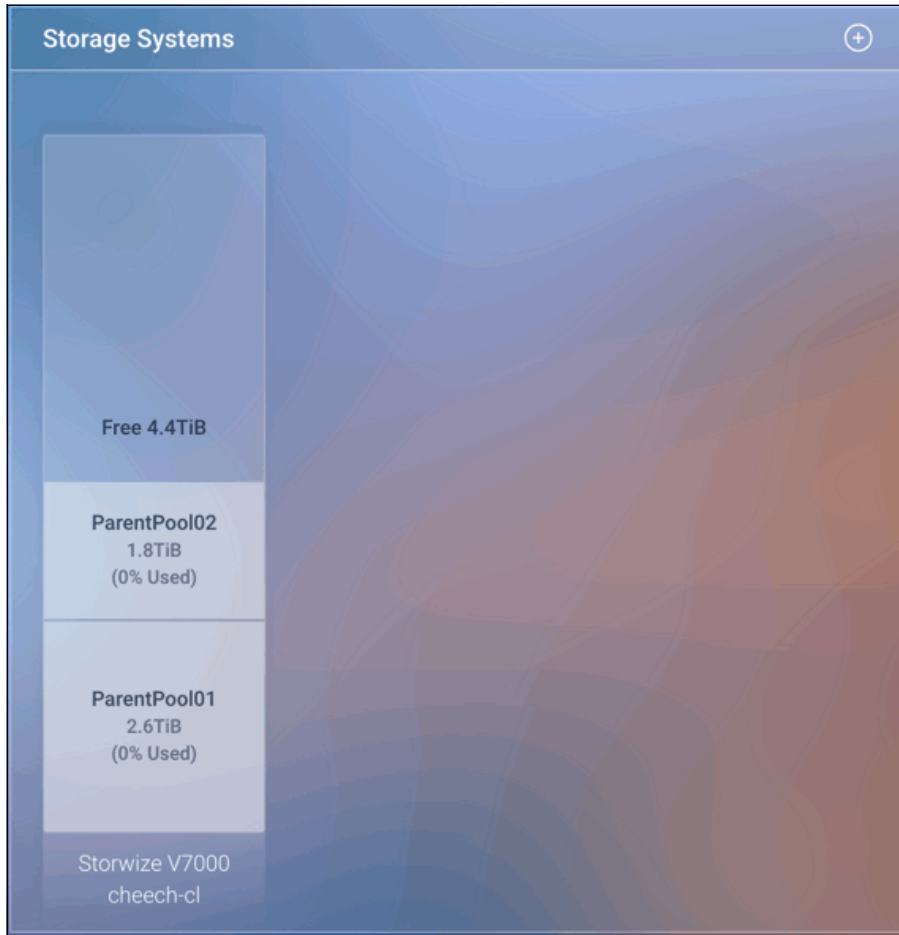 Storage Systems
Free 4.4TiB
ParentPool02
1.8TiB
(0% Used)
ParentPool01
2.6TiB
(0% Used)
Storwize V7000
cheech-cl